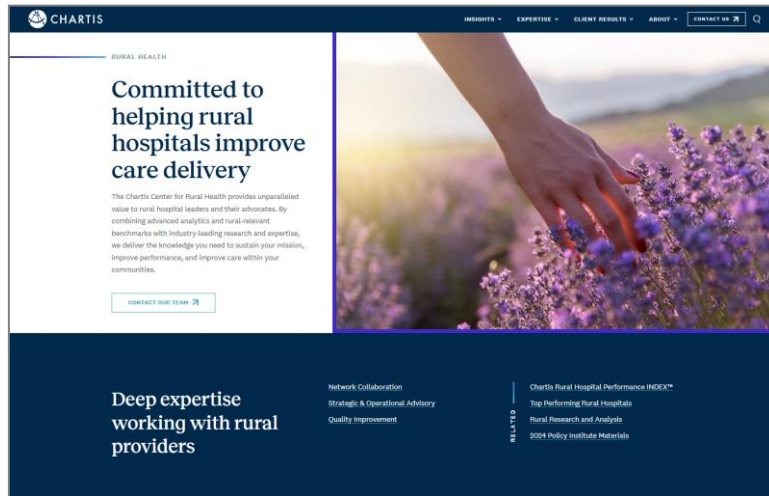 CHARTIS
INSIGHTS
EXPERTISE
CLIENT RESULTS
ABOUT
CONTACT US
RURAL HEALTH
Committed to
helping rural
hospitals improve
care delivery
The Chartis Center for Rural Health provides unparalleled
value to rural hospital leaders and their advocates. By
combining advanced analytics and rural-relevant
benchmarks with industry-leading research and expertise,
we deliver the knowledge you need to sustain your mission,
improve performance, and improve care within your
communities.
CONTACT OUR TEAM
Deep expertise
working with rural
providers
Network Collaboration
Strategic & Operational Advisory
Quality Improvement
RELATED
Chartis Rural Hospital Performance INDEX™
Top Performing Rural Hospitals
Rural Research and Analysis
2024 Policy Institute Materials